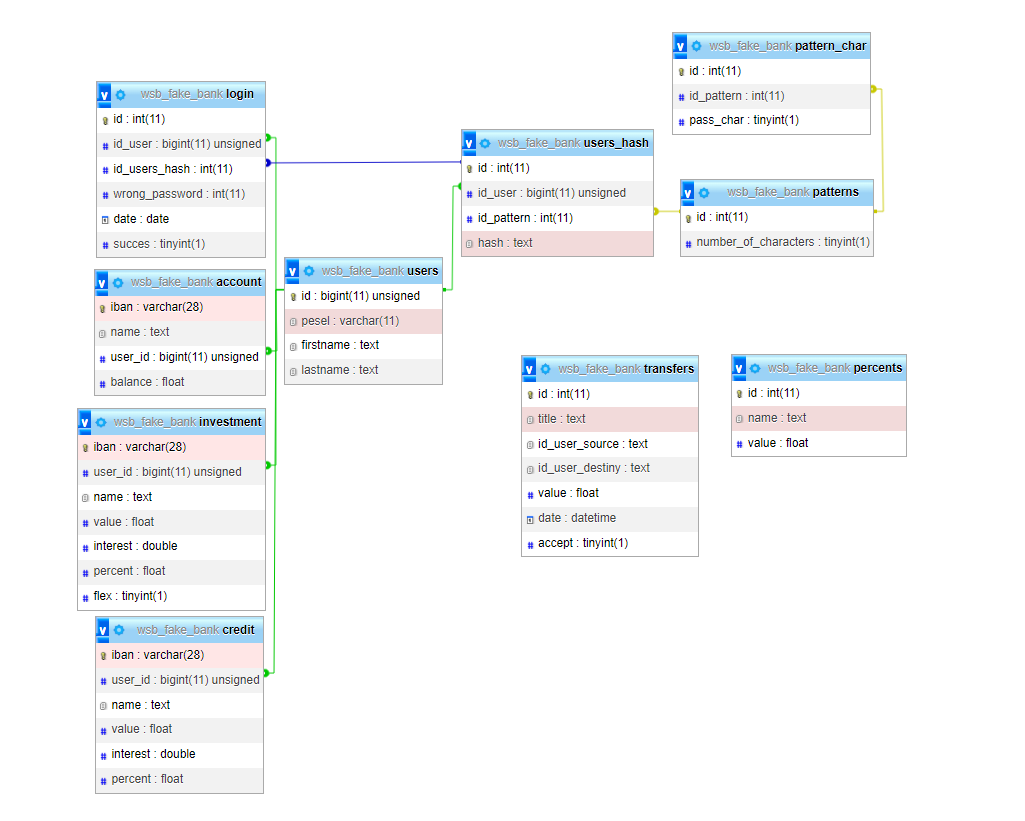 wsb_fake_bank pattern_char
id : int(11)
id_pattern : int(11)
pass_char : tinyint(1)
wsb_fake_bank login
id : int(11)
id_user : bigint(11) unsigned
id_users_hash : int(11)
wrong_password : int(11)
date : date
succes : tinyint(1)
wsb_fake_bank users_hash
id : int(11)
id_user : bigint(11) unsigned
id_pattern : int(11)
hash : text
wsb_fake_bank patterns
id : int(11)
number_of_characters : tinyint(1)
wsb_fake_bank users
id : bigint(11) unsigned
pesel : varchar(11)
firstname : text
lastname : text
wsb_fake_bank account
iban : varchar(28)
name : text
user_id : bigint(11) unsigned
balance : float
wsb_fake_bank transfers
id : int(11)
title : text
id_user_source : text
id_user_destiny : text
value : float
date : datetime
accept : tinyint(1)
wsb_fake_bank percents
id : int(11)
name : text
value : float
wsb_fake_bank investment
iban : varchar(28)
user_id : bigint(11) unsigned
name : text
value : float
interest : double
percent : float
flex : tinyint(1)
wsb_fake_bank credit
iban : varchar(28)
user_id : bigint(11) unsigned
name : text
value : float
interest : double
percent : float